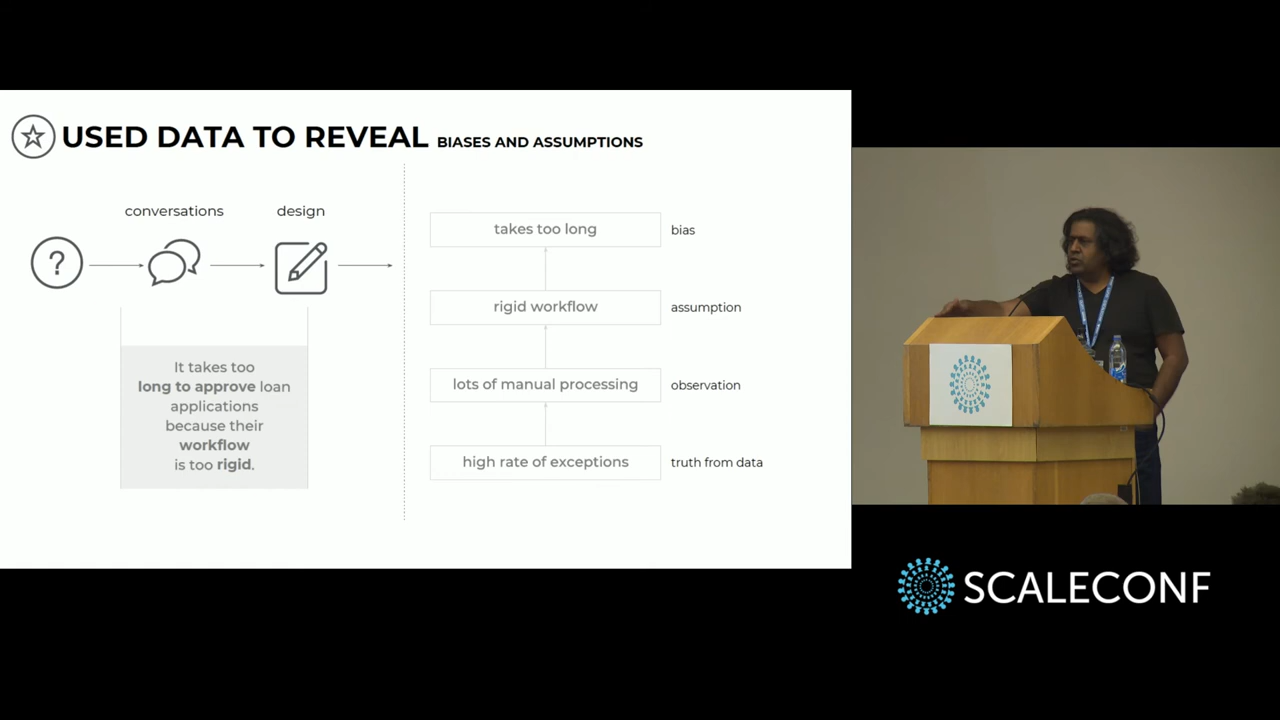 USED DATA TO REVEAL BIASES AND ASSUMPTIONS
conversations
design
?
It takes too
long to approve loan
applications
because their
workflow
is too rigid.
takes too long
bias
rigid workflow
assumption
lots of manual processing
observation
high rate of exceptions
truth from data
SCALECONF